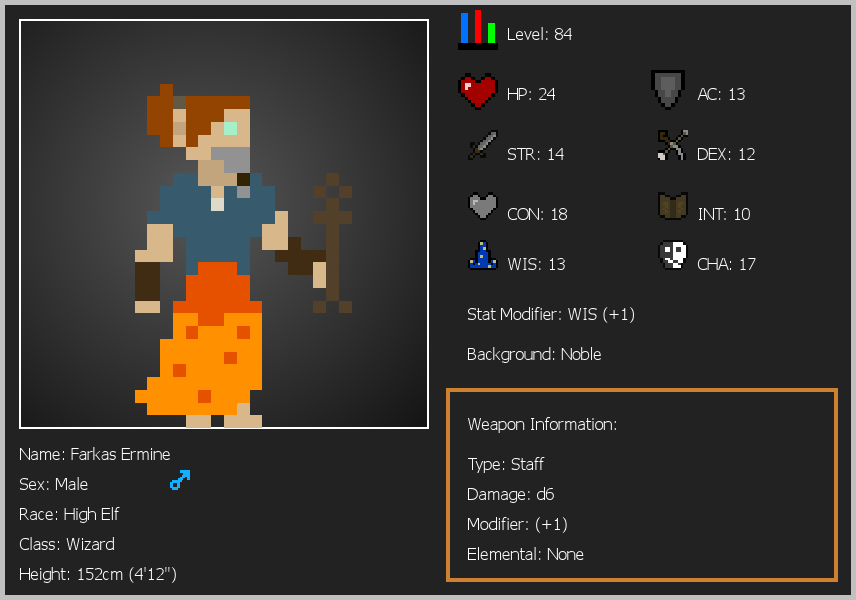 Level: 84
HP: 24
AC: 13
STR: 14
DEX: 12
CON: 18
INT: 10
WIS: 13
CHA: 17
Stat Modifier: WIS (+1)
Background: Noble
Weapon Information:
Type: Staff
Damage: d6
Modifier: (+1)
Elemental: None
Name: Farkas Ermine
Sex: Male
Race: High Elf
Class: Wizard
Height: 152cm (4'12")